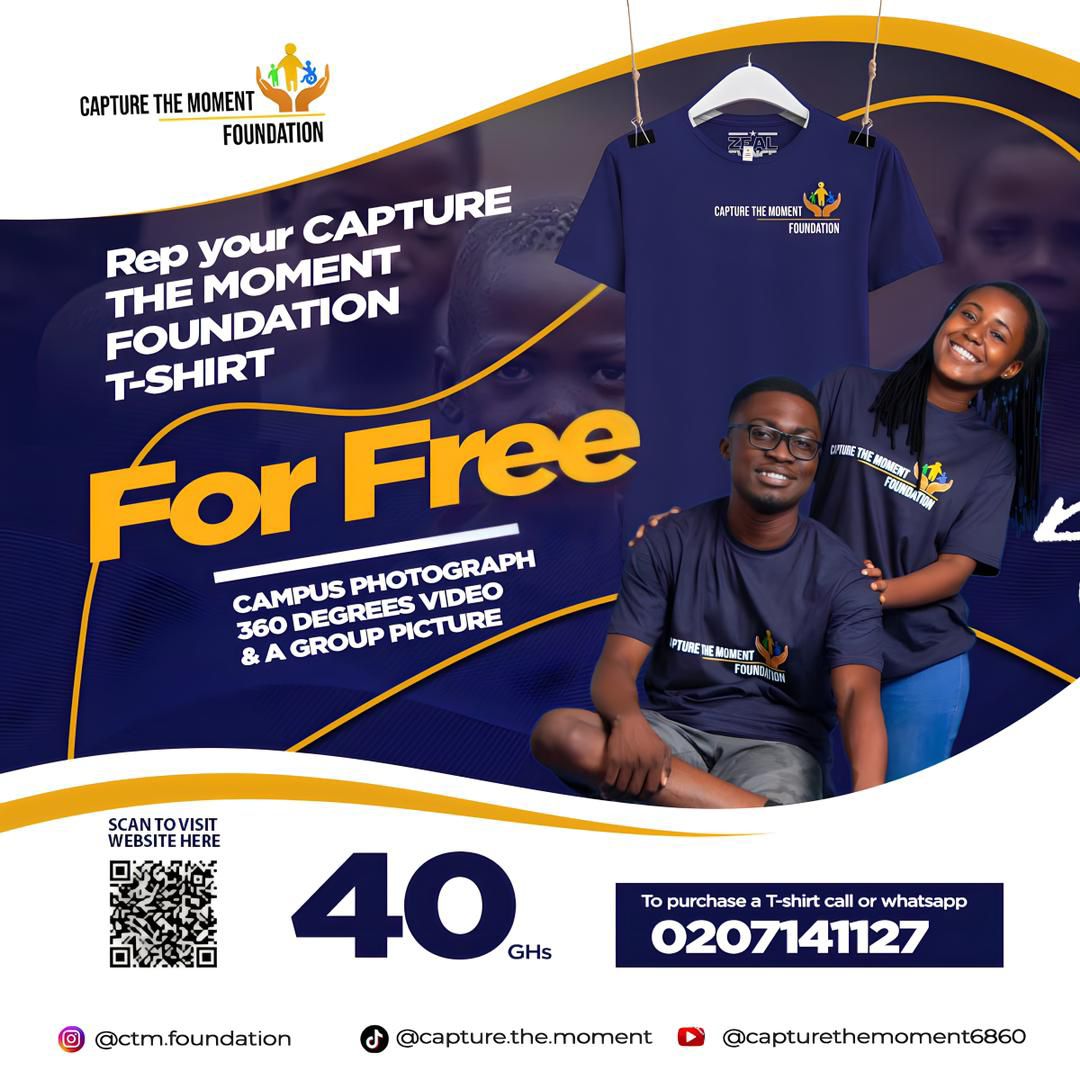 CAPTURE THE MOMENT
FOUNDATION
ZEAL
CAPTURE THE MOMENT
FOUNDATION
Rep your CAPTURE
THE MOMENT
FOUNDATION
T-SHIRT
For Free
CAMPUS PHOTOGRAPH
360 DEGREES VIDEO
& A GROUP PICTURE
CAPTURE THE MOMENT
FOUNDATION
APTURE THE MOMENT
FOUNDATION
SCAN TO VISIT
WEBSITE HERE
40
GHs
To purchase a T-shirt call or whatsapp
0207141127
@ctm.foundation
@capture.the.moment
@capturethemoment6860